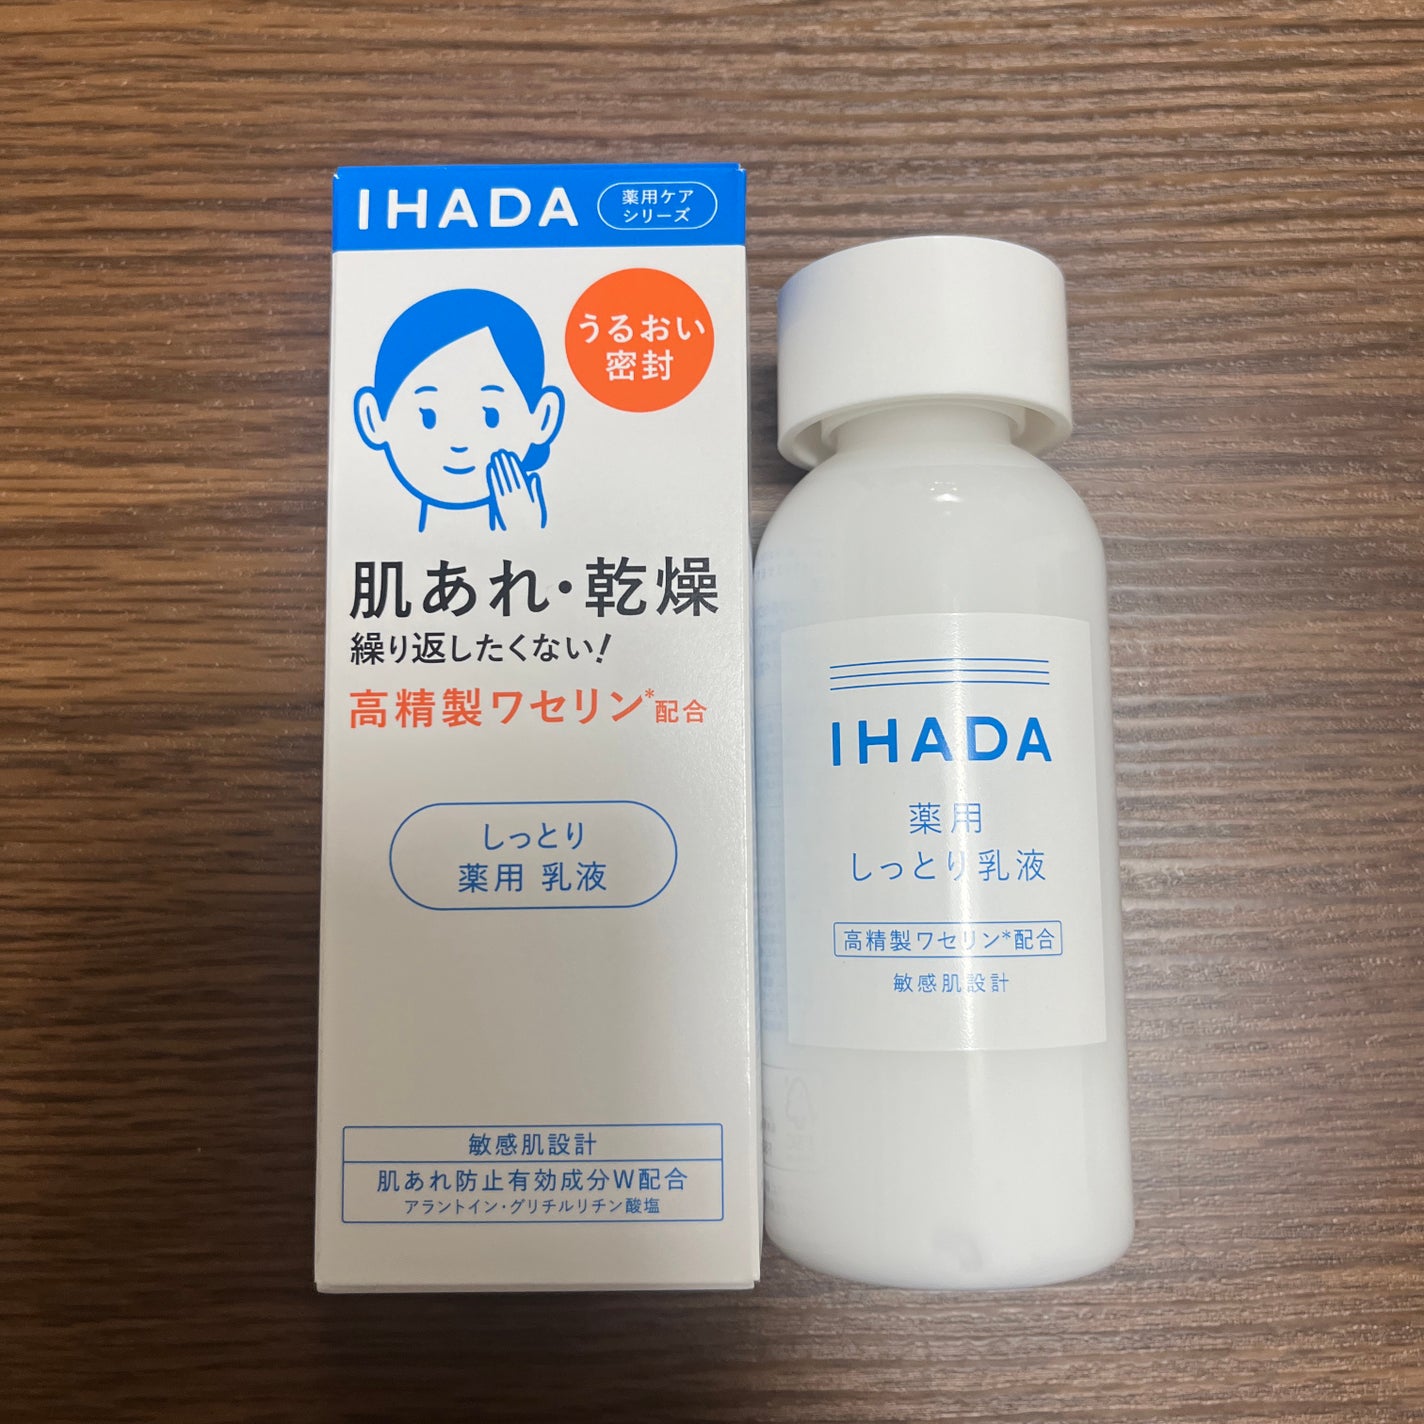 IHADA
薬用ケア
シリーズ
うるおい
密封
肌あれ・乾燥
繰り返したくない!
高精製ワセリン*配合
しっとり
薬用 乳液
敏感肌設計
肌あれ防止有効成分W配合
アラントイン・グリチルリチン酸塩
IHADA
薬用
しっとり乳液
高精製ワセリン*配合
敏感肌設計